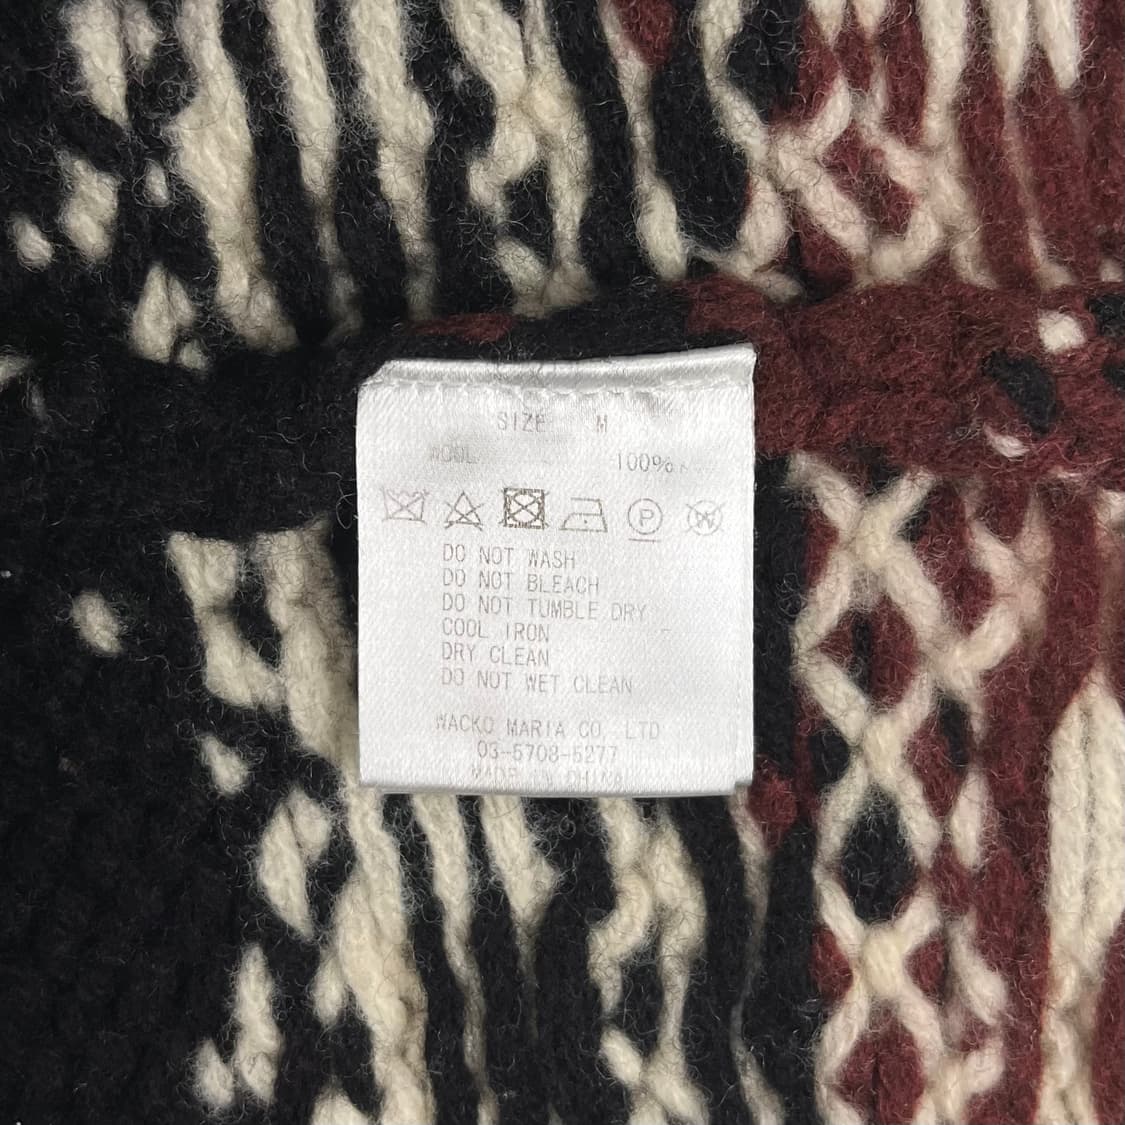 SIZE M
WOOL 100%
P W
DO NOT WASH
DO NOT BLEACH
DO NOT TUMBLE DRY
COOL IRON
DRY CLEAN
DO NOT WET CLEAN
WACKO MARIA CO, LTD
03-5708-5277
MADE IN CHINA